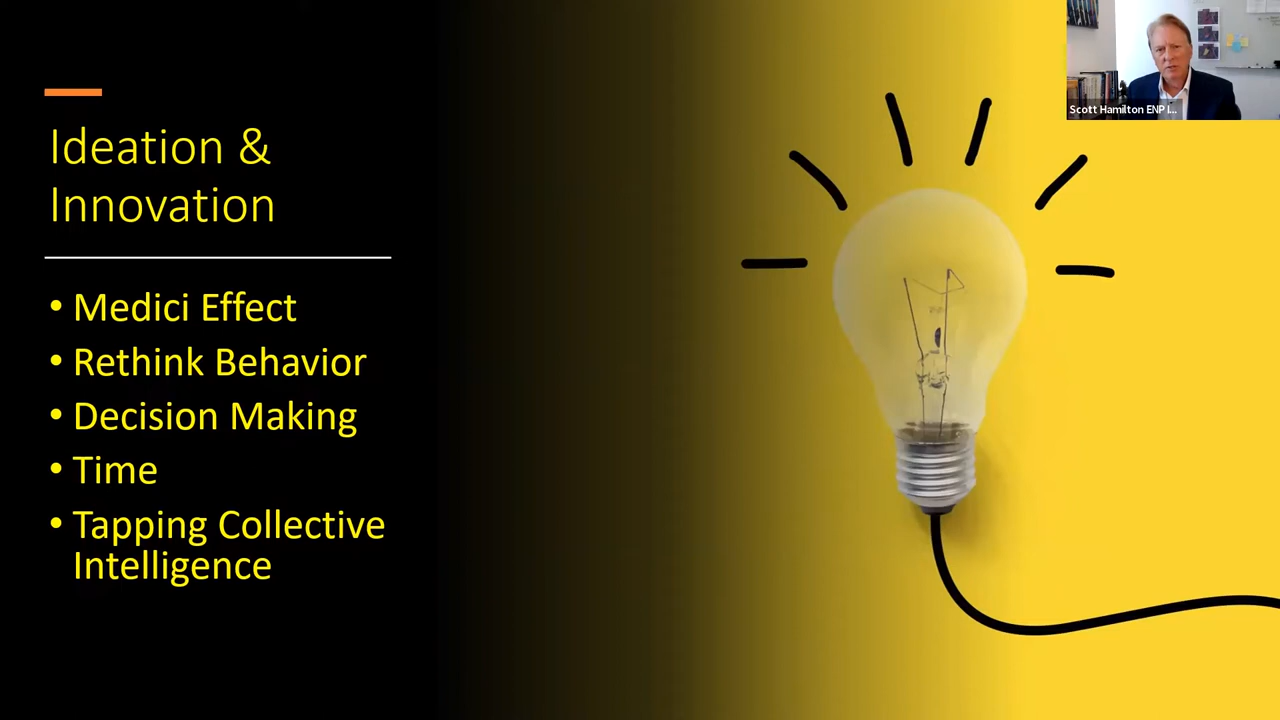 Ideation &
Innovation
• Medici Effect
• Rethink Behavior
• Decision Making
• Time
• Tapping Collective
Intelligence
Scott Hamilton ENP I...